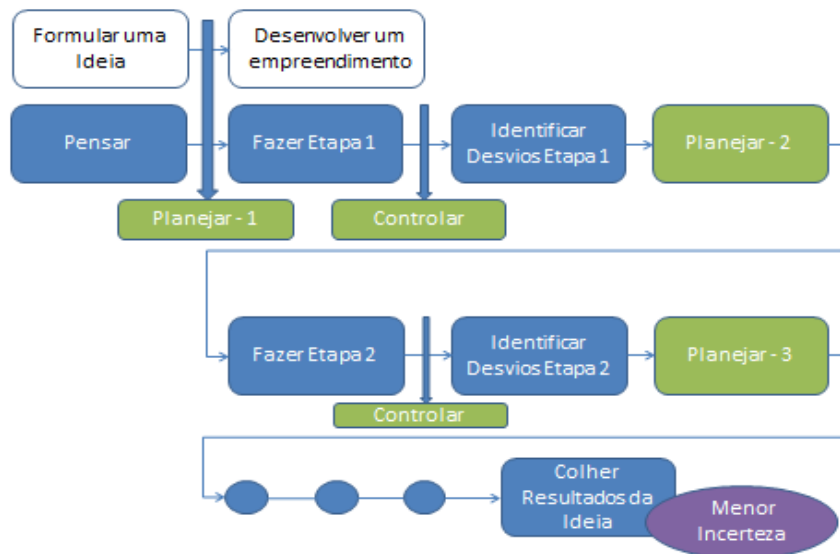 Formular uma
Ideia
Desenvolver um
empreendimento
Pensar
Fazer Etapa 1
Identificar
Desvios Etapa 1
Planejar - 2
Planejar - 1
Controlar
Fazer Etapa 2
Identificar
Desvios Etapa 2
Planejar - 3
Controlar
Colher
Resultados da
Ideia
Menor
Incerteza